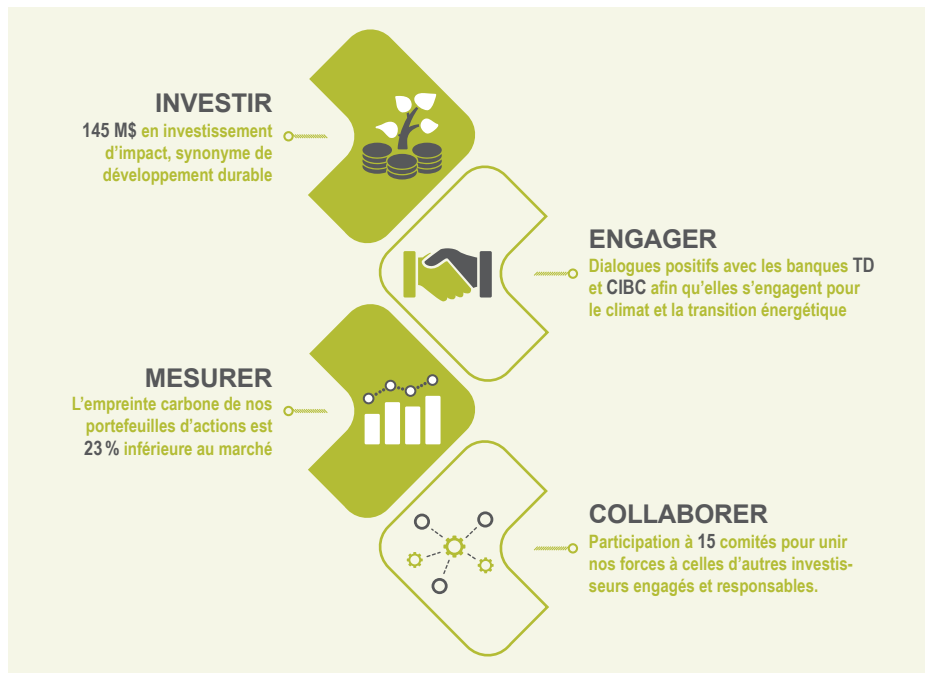 INVESTIR
145 M$ en investissement
d'impact, synonyme de
développement durable
ENGAGER
Dialogues positifs avec les banques TD
et CIBC afin qu'elles s'engagent pour
le climat et la transition énergétique
MESURER
L'empreinte carbone de nos
portefeuilles d'actions est
23 % inférieure au marché
COLLABORER
Participation à 15 comités pour unir
nos forces à celles d'autres investis-
seurs engagés et responsables.